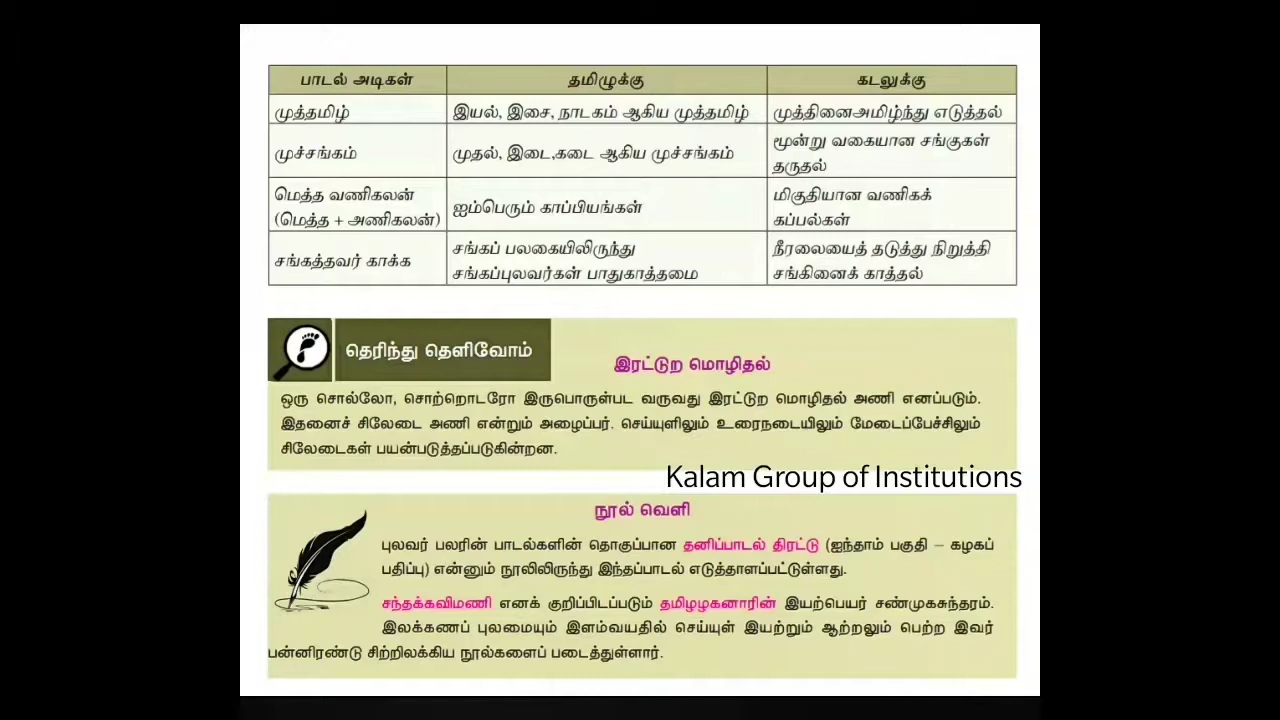 பாடல் அடிகள் தமிழுக்கு கடலுக்கு
முத்தமிழ் இயல், இசை, நாடகம் ஆகிய முத்தமிழ் முத்தினைஅமிழ்ந்து எடுத்தல்
முச்சங்கம் முதல், இடை,கடை ஆகிய முச்சங்கம் மூன்று வகையான சங்குகள்
தருதல்
மெத்த வணிகலன்
(மெத்த + அணிகலன்) ஐம்பெரும் காப்பியங்கள் மிகுதியான வணிகக்
கப்பல்கள்
சங்கத்தவர் காக்க சங்கப் பலகையிலிருந்து
சங்கப்புலவர்கள் பாதுகாத்தமை நீரலையைத் தடுத்து நிறுத்தி
சங்கினைக் காத்தல்
தெரிந்து தெளிவோம்
இரட்டுற மொழிதல்
ஒரு சொல்லோ, சொற்றொடரோ இருபொருள்பட வருவது இரட்டுற மொழிதல் அணி எனப்படும்.
இதனைச் சிலேடை அணி என்றும் அழைப்பர். செய்யுளிலும் உரைநடையிலும் மேடைப்பேச்சிலும்
சிலேடைகள் பயன்படுத்தப்படுகின்றன.
Kalam Group of Institutions
நூல் வெளி
புலவர் பலரின் பாடல்களின் தொகுப்பான தனிப்பாடல் திரட்டு (ஐந்தாம் பகுதி – கழகப்
பதிப்பு) என்னும் நூலிலிருந்து இந்தப்பாடல் எடுத்தாளப்பட்டுள்ளது.
சந்தக்கவிமணி எனக் குறிப்பிடப்படும் தமிழழகனாரின் இயற்பெயர் சண்முகசுந்தரம்.
இலக்கணப் புலமையும் இளம்வயதில் செய்யுள் இயற்றும் ஆற்றலும் பெற்ற இவர்
பன்னிரண்டு சிற்றிலக்கிய நூல்களைப் படைத்துள்ளார்.